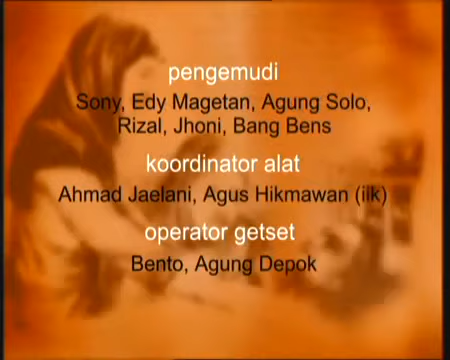 pengemudi
Sony, Edy Magetan, Agung Solo,
Rizal, Jhoni, Bang Bens
koordinator alat
Ahmad Jaelani, Agus Hikmawan (ilk)
operator getset
Bento, Agung Depok